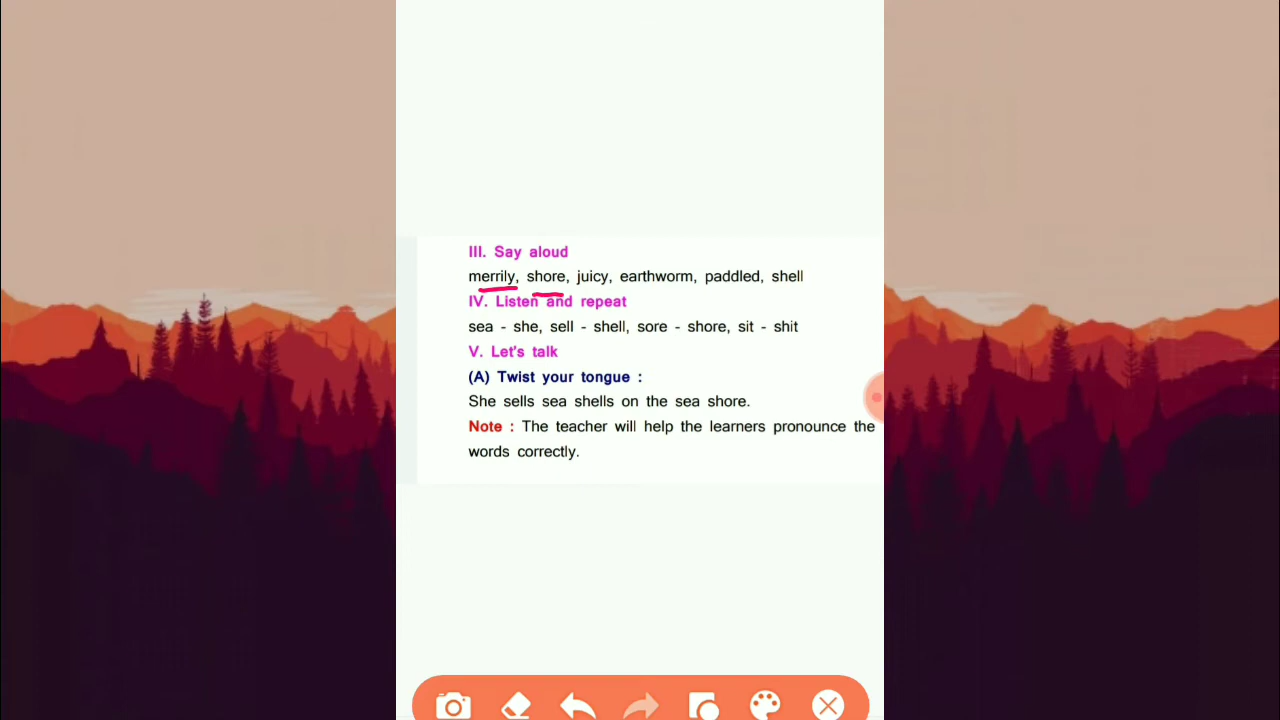 III. Say aloud
merrily, shore, juicy, earthworm, paddled, shell
IV. Listen and repeat
sea - she, sell - shell, sore - shore, sit - shit
V. Let's talk
(A) Twist your tongue :
She sells sea shells on the sea shore.
Note : The teacher will help the learners pronounce the
words correctly.